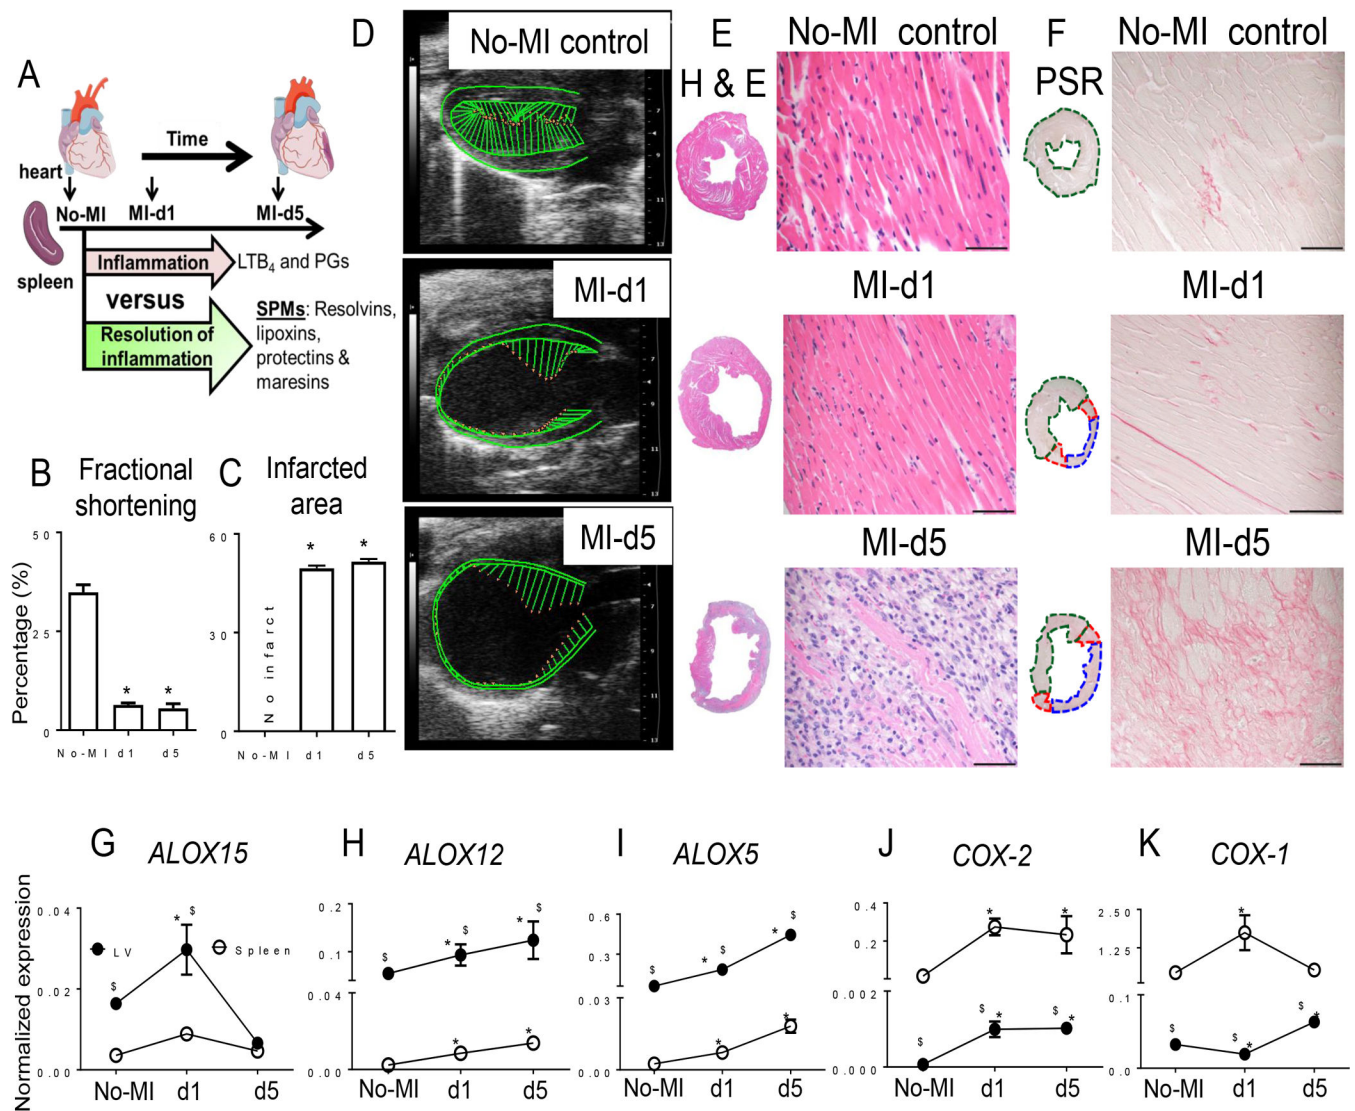 A
heart
Time
No-MI
MI-d1
MI-d5
spleen
Inflammation
LTB4 and PGs
versus
Resolution of
inflammation
SPMs: Resolvins,
lipoxins,
protectins &
maresins
B
Fractional
shortening
Percentage (%)
50
25
0
No-MI d1 d5
*
*
C
Infarcted
area
60
30
0
No infarct
*
*
No-MI d1 d5
D
No-MI control
MI-d1
MI-d5
E
H & E
No-MI control
MI-d1
MI-d5
F
PSR
No-MI control
MI-d1
MI-d5
Normalized expression
G
ALOX15
0.04
0.02
0.00
LV
Spleen
$
* $
No-MI d1 d5
H
ALOX12
0.2
0.1
0.04
0.00
$
* $
* $
*
*
No-MI d1 d5
I
ALOX5
0.6
0.3
0.03
0.00
$
* $
* $
*
*
No-MI d1 d5
J
COX-2
0.4
0.2
0.002
0.000
*
*
$
$ *
$ *
No-MI d1 d5
K
COX-1
2.50
1.25
0.1
0.0
*
$
$ *
$ *
No-MI d1 d5